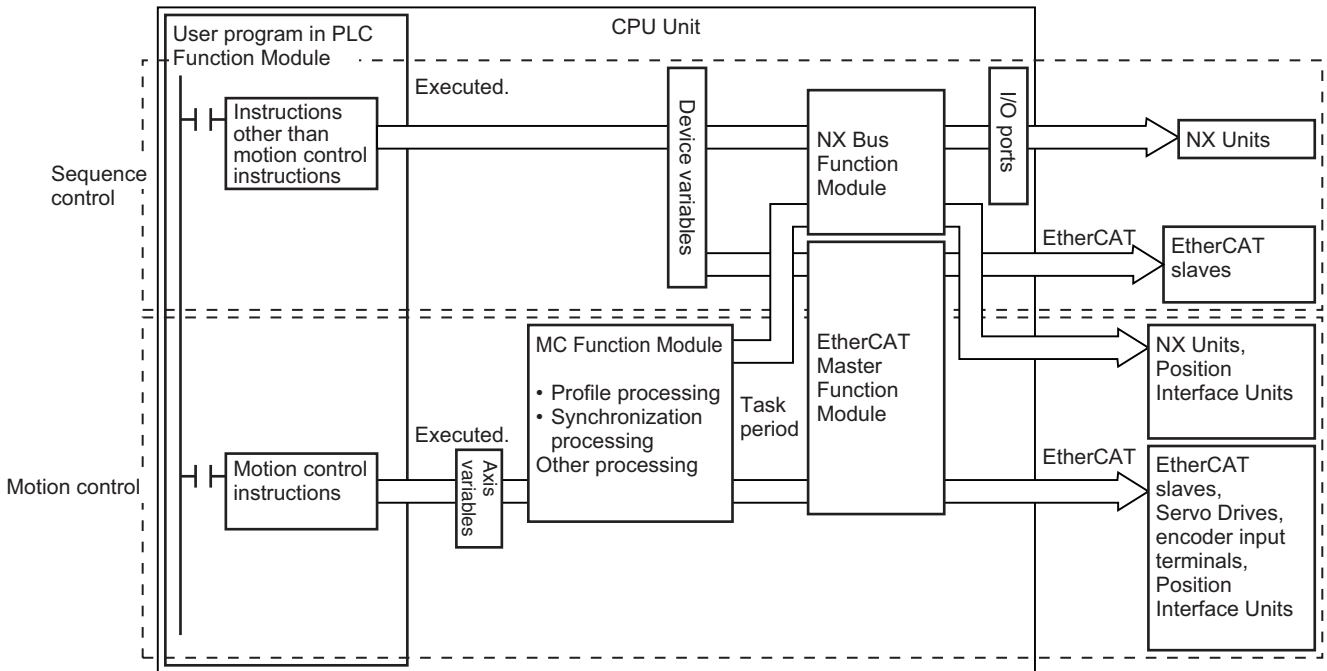 User program in PLC
Function Module
CPU Unit
Executed.
Instructions
other than
motion control
instructions
Device variables
NX Bus
Function
Module
I/O ports
NX Units
Sequence
control
EtherCAT
EtherCAT
slaves
MC Function Module
• Profile processing
• Synchronization
processing
Other processing
Task
period
EtherCAT
Master
Function
Module
NX Units,
Position
Interface Units
Motion control
Motion control
instructions
Executed.
Axis
variables
EtherCAT
EtherCAT
slaves,
Servo Drives,
encoder input
terminals,
Position
Interface Units